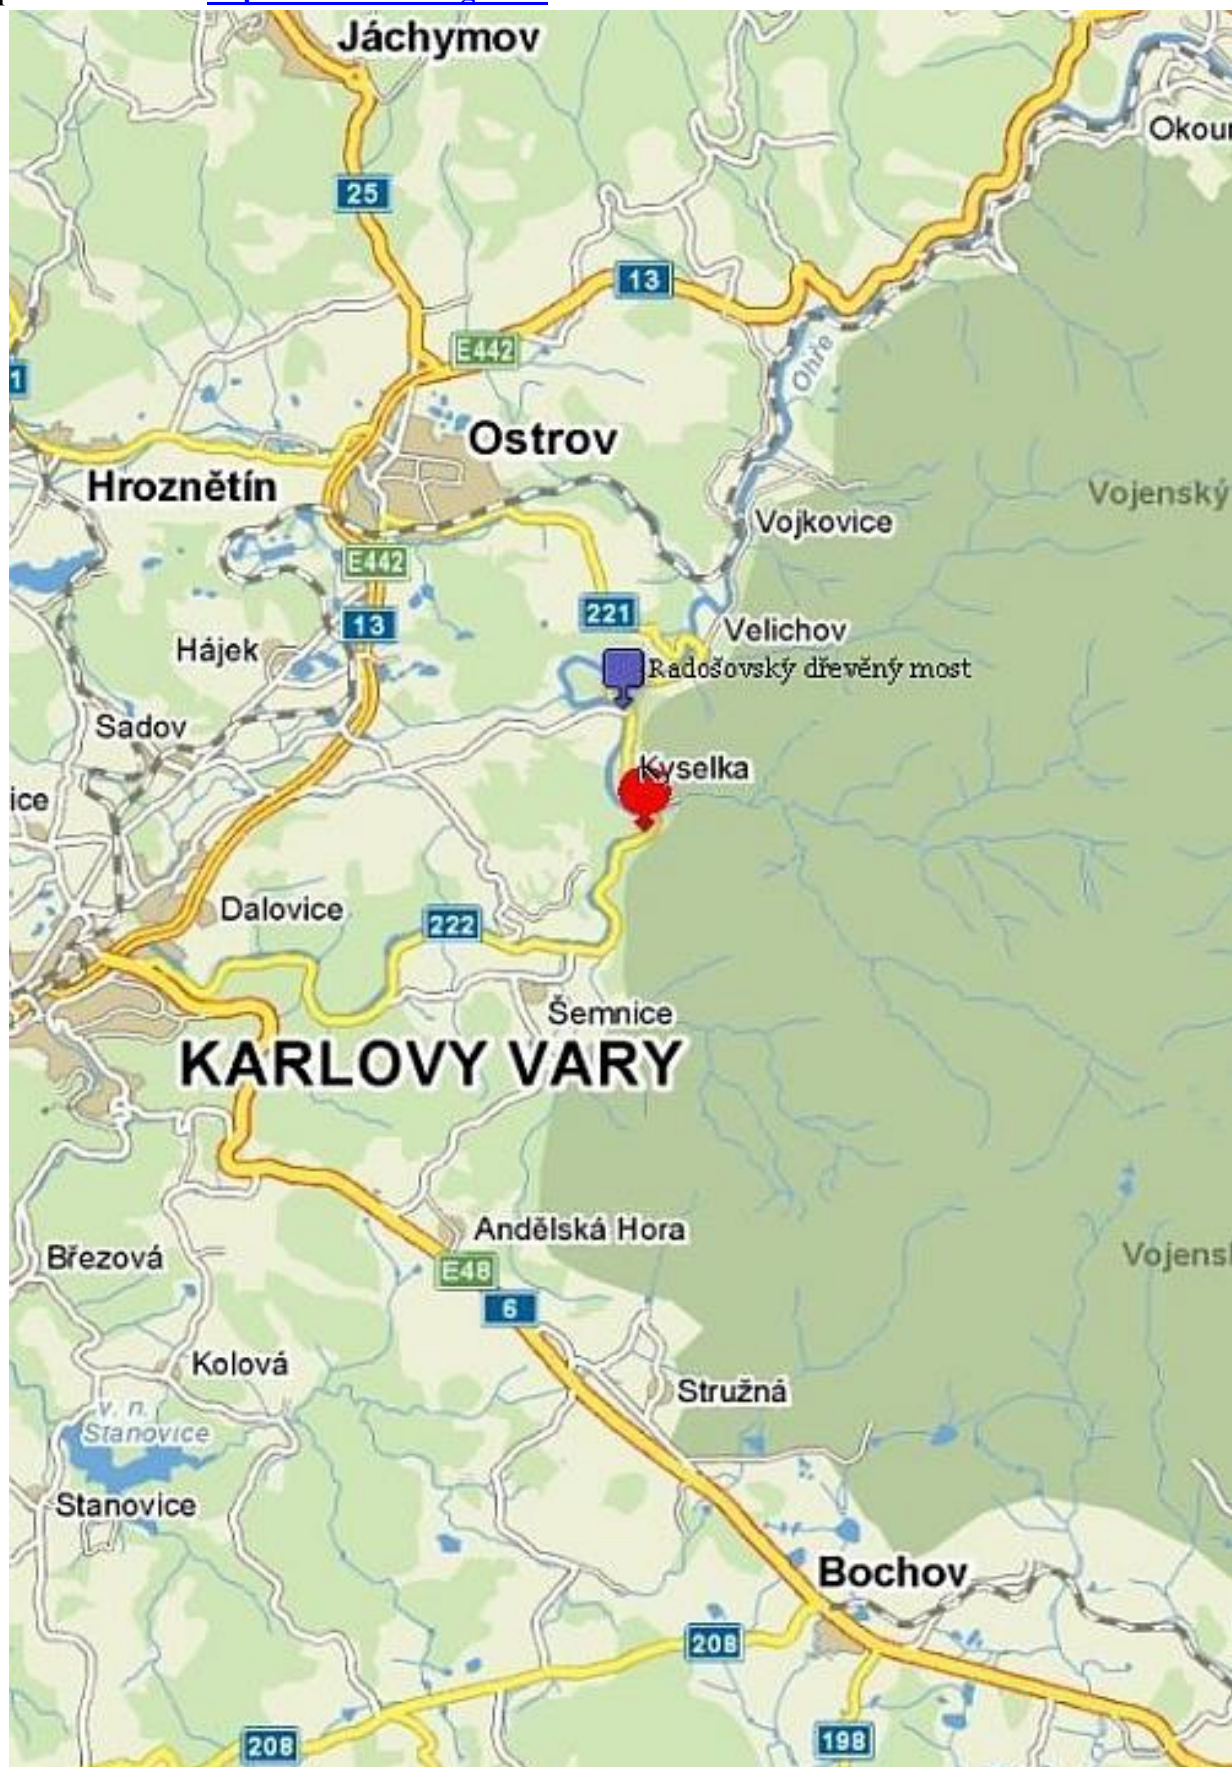 Jáchymov
Okour
25
13
E442
1
Ohře
Ostrov
Hroznětín
Vojenský
Vojkovice
E442
221
13
Velichov
Hájek
Radošovský dřevěný most
Sadov
Kyselka
ice
Dalovice
222
Šemnice
KARLOVY VARY
Andělská Hora
Březová
Vojensk
E48
6
Kolová
Stružná
v. n.
Stanovice
Stanovice
Bochov
208
198
208